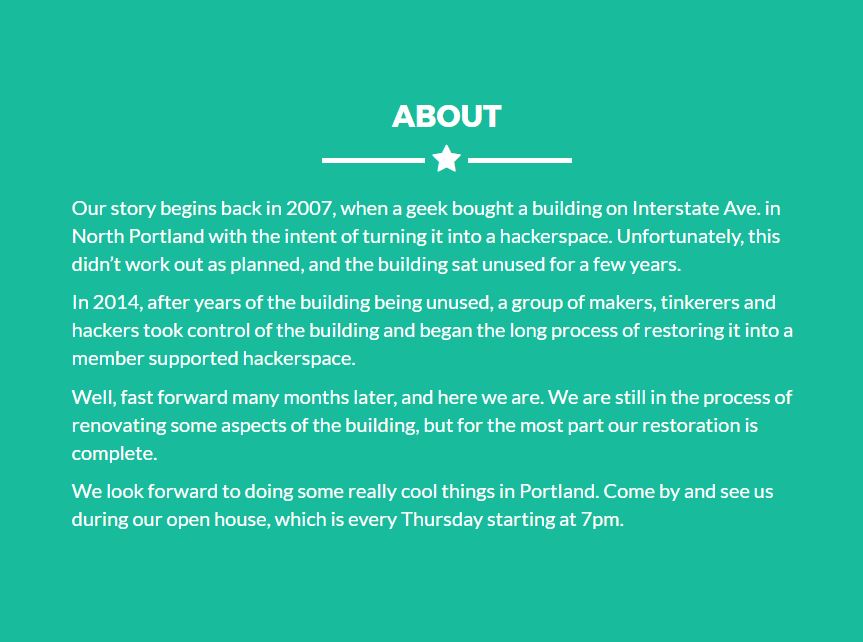 ABOUT
Our story begins back in 2007, when a geek bought a building on Interstate Ave. in
North Portland with the intent of turning it into a hackerspace. Unfortunately, this
didn’t work out as planned, and the building sat unused for a few years.
In 2014, after years of the building being unused, a group of makers, tinkerers and
hackers took control of the building and began the long process of restoring it into a
member supported hackerspace.
Well, fast forward many months later, and here we are. We are still in the process of
renovating some aspects of the building, but for the most part our restoration is
complete.
We look forward to doing some really cool things in Portland. Come by and see us
during our open house, which is every Thursday starting at 7pm.